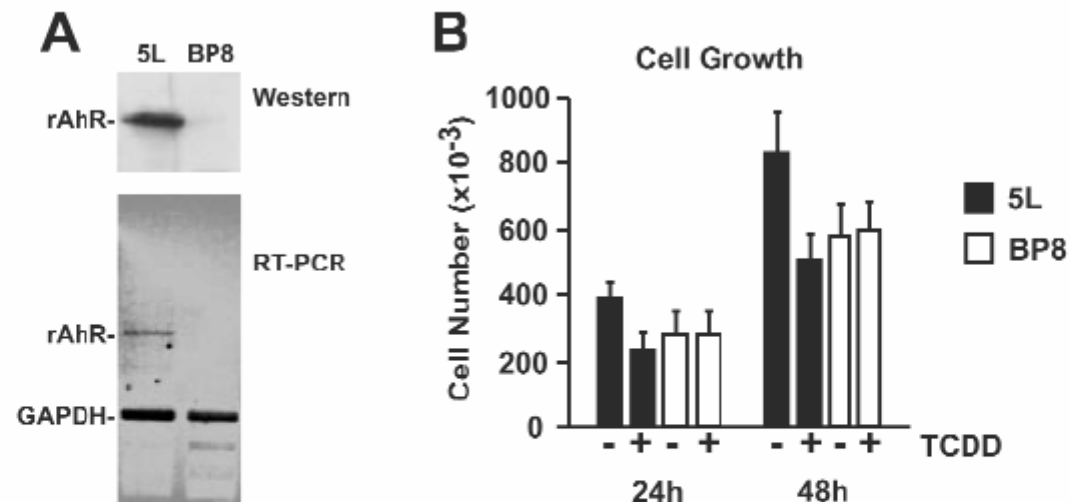 A
5L BP8
rAhR-
Western
RT-PCR
rAhR-
GAPDH-
B
Cell Growth
Cell Number (x10-3)
1000
800
600
400
200
0
- + - + - + - + TCDD
24h 48h
5L
BP8